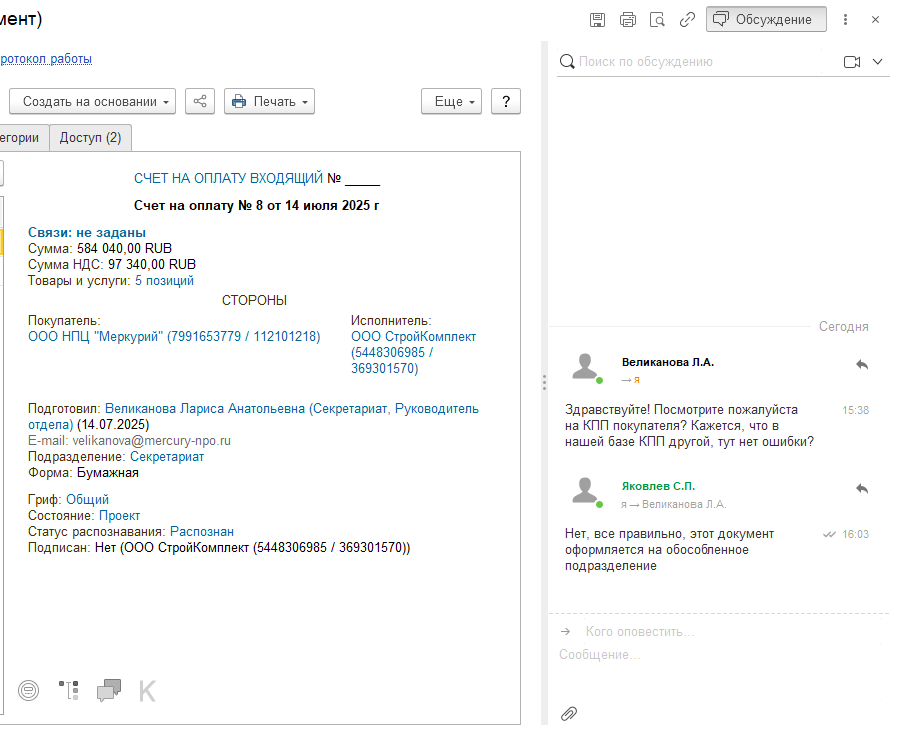 мент)
Обсуждение
ротокол работы
Поиск по обсуждению
Создать на основании
Печать
Еще
?
егории
Доступ (2)
СЧЕТ НА ОПЛАТУ ВХОДЯЩИЙ № _____
Счет на оплату № 8 от 14 июля 2025 г
Связи: не заданы
Сумма: 584 040,00 RUB
Сумма НДС: 97 340,00 RUB
Товары и услуги: 5 позиций
СТОРОНЫ
Покупатель:
ООО НПЦ "Меркурий" (7991653779 / 112101218)
Исполнитель:
ООО СтройКомплект
(5448306985 /
369301570)
Подготовил: Великанова Лариса Анатольевна (Секретариат, Руководитель
отдела) (14.07.2025)
E-mail: velikanova@mercury-npo.ru
Подразделение: Секретариат
Форма: Бумажная
Гриф: Общий
Состояние: Проект
Статус распознавания: Распознан
Подписан: Нет (ООО СтройКомплект (5448306985 / 369301570))
K
Сегодня
Великанова Л.А.
→ я
Здравствуйте! Посмотрите пожалуйста
15:38
на КПП покупателя? Кажется, что в
нашей базе КПП другой, тут нет ошибки?
Яковлев С.П.
я → Великанова Л.А.
Нет, все правильно, этот документ
16:03
оформляется на обособленное
подразделение
Кого оповестить...
Сообщение...